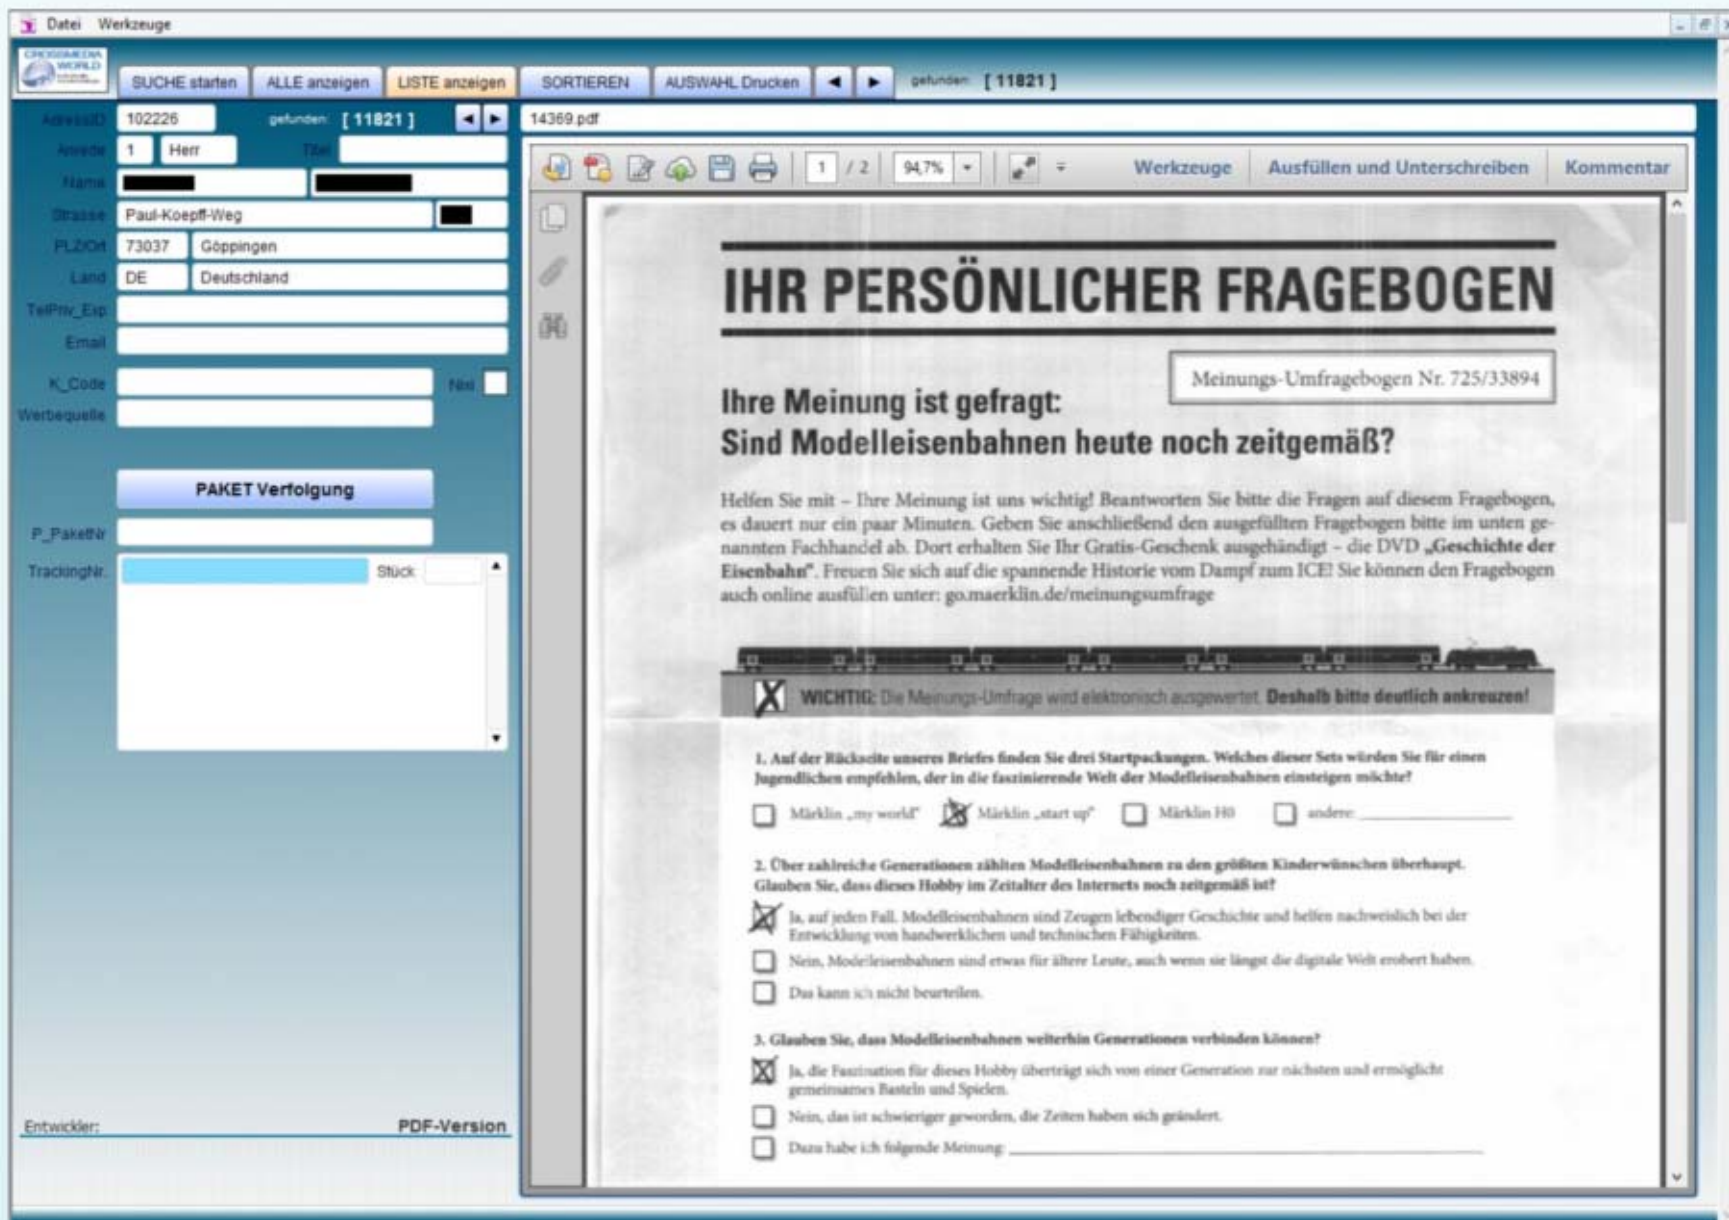 Datei Werkzeuge
CROSSMEDIA
WORLD
SUCHE starten ALLE anzeigen LISTE anzeigen SORTIEREN AUSWAHL Drucken gefunden: [ 11821 ]
AdressID 102226 gefunden: [ 11821 ]
Anrede 1 Herr Titel
Name
Strasse Paul-Koepff-Weg
PLZ/Ort 73037 Göppingen
Land DE Deutschland
TelPriv_Exp
Email
K_Code Nixi
Werbequelle
PAKET Verfolgung
P_PaketNr
TrackingNr. Stück
Entwickler: PDF-Version
14369.pdf
1 / 2 94,7% Werkzeuge Ausfüllen und Unterschreiben Kommentar
IHR PERSÖNLICHER FRAGEBOGEN
Meinungs-Umfragebogen Nr. 725/33894
Ihre Meinung ist gefragt:
Sind Modelleisenbahnen heute noch zeitgemäß?
Helfen Sie mit – Ihre Meinung ist uns wichtig! Beantworten Sie bitte die Fragen auf diesem Fragebogen,
es dauert nur ein paar Minuten. Geben Sie anschließend den ausgefüllten Fragebogen bitte im unten ge-
nannten Fachhandel ab. Dort erhalten Sie Ihr Gratis-Geschenk ausgehändigt – die DVD „Geschichte der
Eisenbahn“. Freuen Sie sich auf die spannende Historie vom Dampf zum ICE! Sie können den Fragebogen
auch online ausfüllen unter: go.maerklin.de/meinungsumfrage
WICHTIG: Die Meinungs-Umfrage wird elektronisch ausgewertet. Deshalb bitte deutlich ankreuzen!
1. Auf der Rückseite unseres Briefes finden Sie drei Startpackungen. Welches dieser Sets würden Sie für einen
Jugendlichen empfehlen, der in die faszinierende Welt der Modelleisenbahnen einsteigen möchte?
Märklin „my world“ Märklin „start up“ Märklin H0 andere:
2. Über zahlreiche Generationen zählten Modelleisenbahnen zu den größten Kinderwünschen überhaupt.
Glauben Sie, dass dieses Hobby im Zeitalter des Internets noch zeitgemäß ist?
Ja, auf jeden Fall. Modelleisenbahnen sind Zeugen lebendiger Geschichte und helfen nachweislich bei der
Entwicklung von handwerklichen und technischen Fähigkeiten.
Nein, Modelleisenbahnen sind etwas für ältere Leute, auch wenn sie längst die digitale Welt erobert haben.
Das kann ich nicht beurteilen.
3. Glauben Sie, dass Modelleisenbahnen weiterhin Generationen verbinden können?
Ja, die Faszination für dieses Hobby überträgt sich von einer Generation zur nächsten und ermöglicht
gemeinsames Basteln und Spielen.
Nein, das ist schwieriger geworden, die Zeiten haben sich geändert.
Dazu habe ich folgende Meinung: